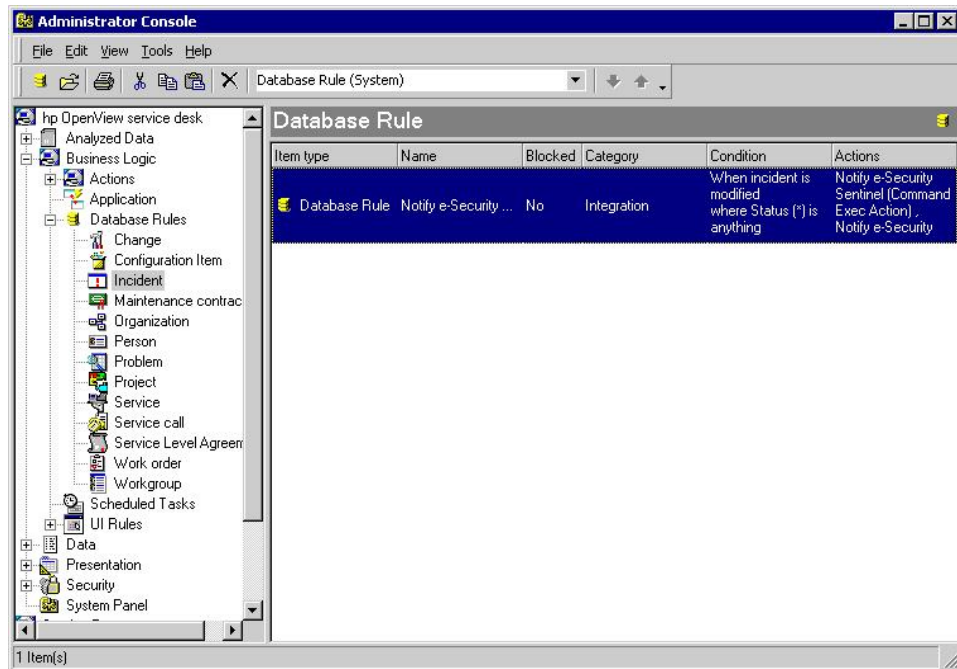 Administrator Console
File Edit View Tools Help
Database Rule (System)
hp OpenView service desk
Analyzed Data
Business Logic
Actions
Application
Database Rules
Change
Configuration Item
Incident
Maintenance contrac
Organization
Person
Problem
Project
Service
Service call
Service Level Agreem
Work order
Workgroup
Scheduled Tasks
UI Rules
Data
Presentation
Security
System Panel
Database Rule
Item type Name Blocked Category Condition Actions
Database Rule Notify e-Security ... No Integration
When incident is
modified
where Status (*) is
anything
Notify e-Security
Sentinel (Command
Exec Action) ,
Notify e-Security
1 Item(s)